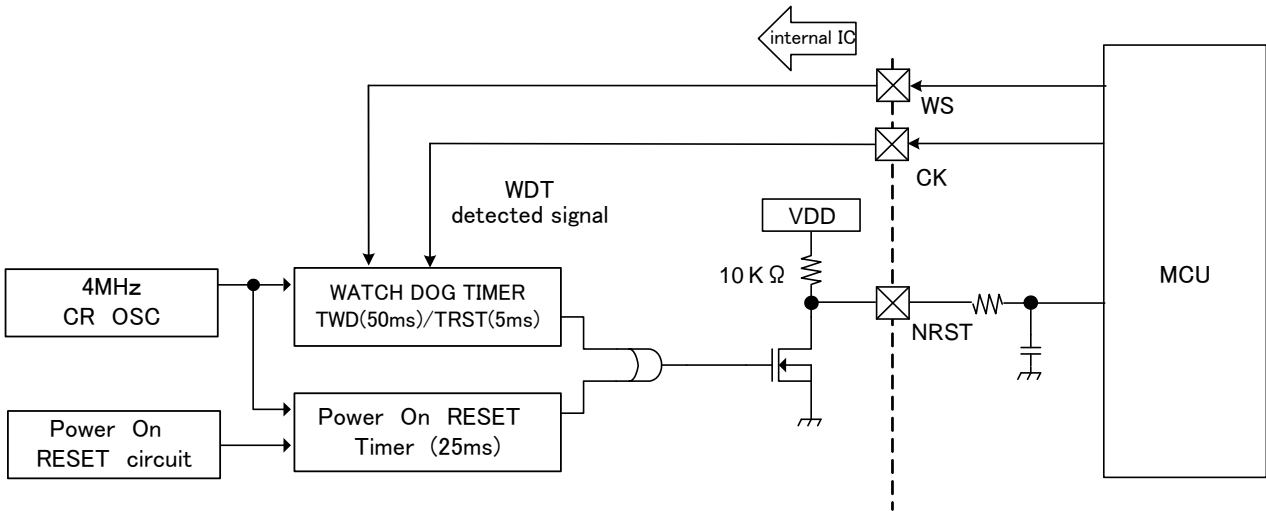 internal IC
WS
CK
WDT
detected signal
VDD
10 K Ω
MCU
4MHz
CR OSC
WATCH DOG TIMER
TWD(50ms)/TRST(5ms)
NRST
Power On RESET
Timer (25ms)
Power On
RESET circuit